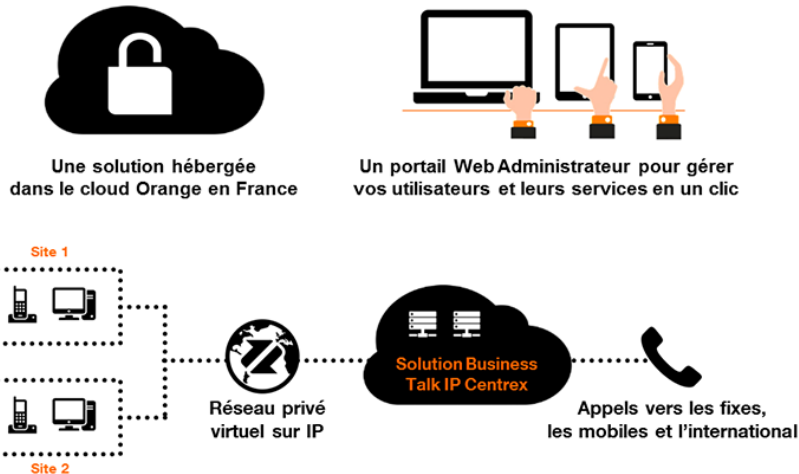 Une solution hébergée
dans le cloud Orange en France
Un portail Web Administrateur pour gérer
vos utilisateurs et leurs services en un clic
Site 1
Solution Business
Talk IP Centrex
Réseau privé
virtuel sur IP
Appels vers les fixes,
les mobiles et l'international
Site 2